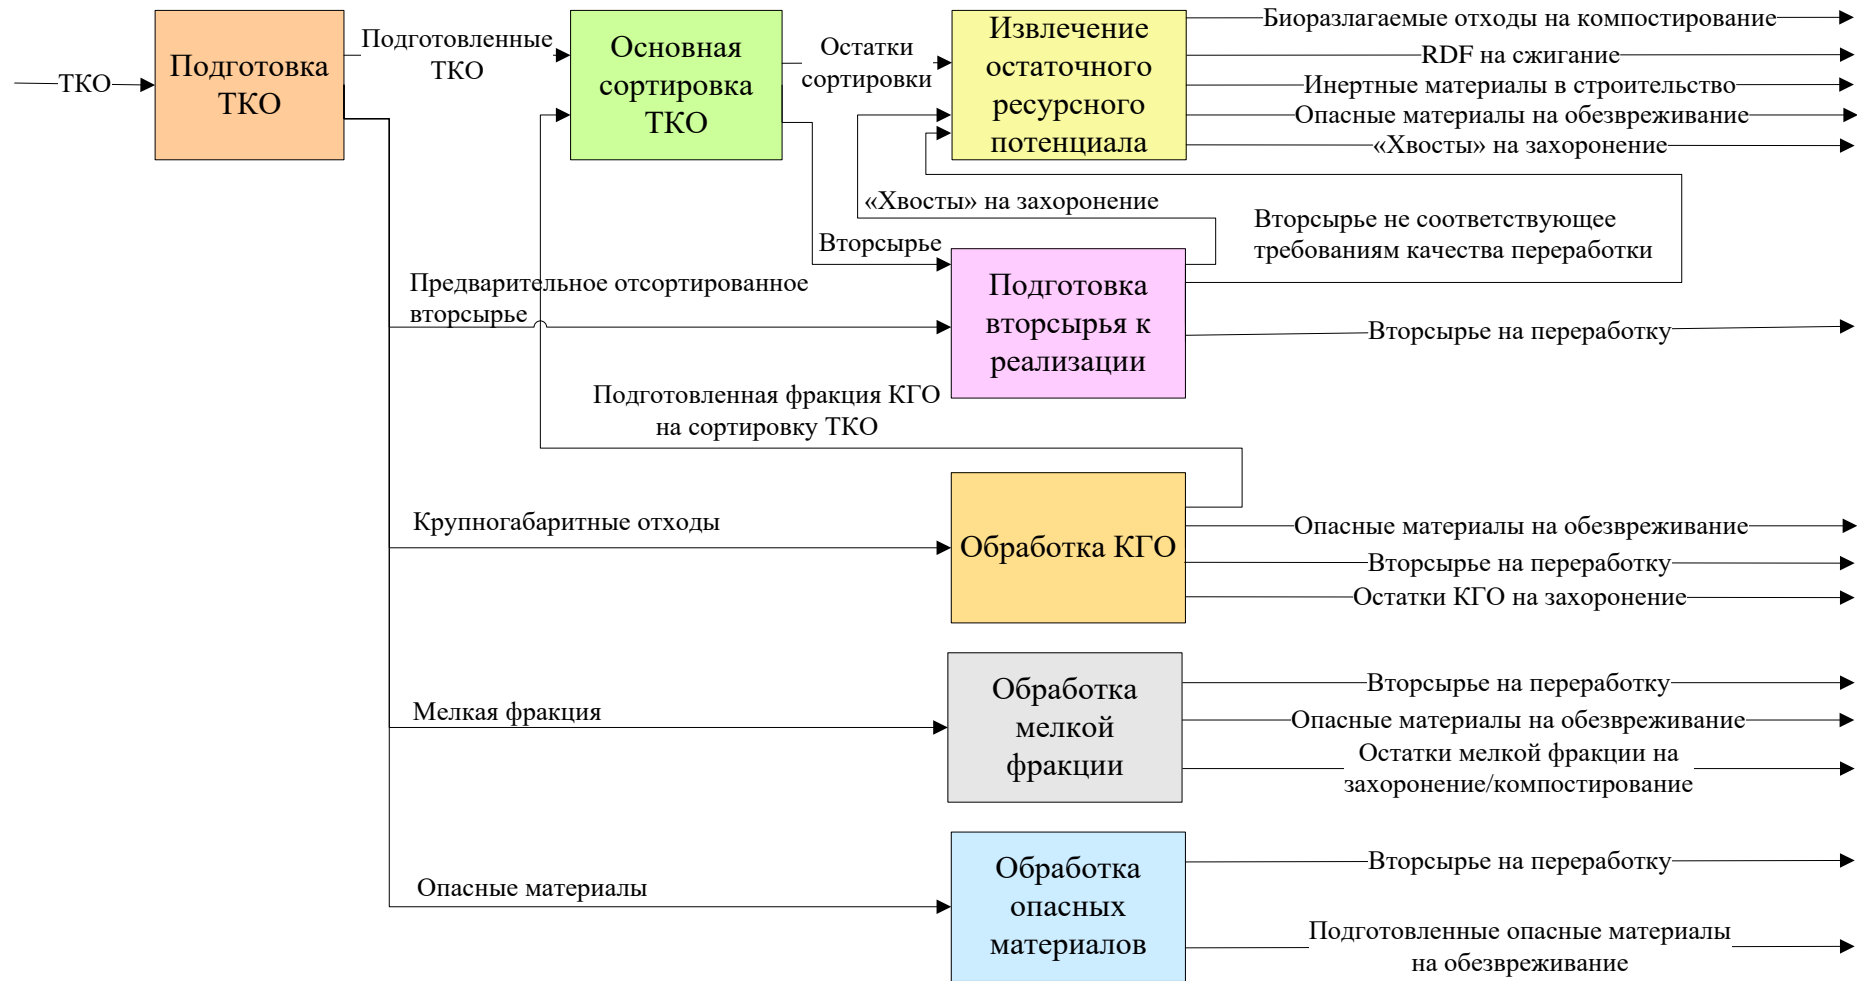 ТКО
Подготовка
ТКО
Подготовленные
ТКО
Основная
сортировка
ТКО
Остатки
сортировки
Извлечение
остаточного
ресурсного
потенциала
Биоразлагаемые отходы на компостирование
RDF на сжигание
Инертные материалы в строительство
Опасные материалы на обезвреживание
«Хвосты» на захоронение
«Хвосты» на захоронение
Вторсырье не соответствующее
требованиям качества переработки
Вторсырье
Предварительное отсортированное
вторсырье
Подготовка
вторсырья к
реализации
Вторсырье на переработку
Подготовленная фракция КГО
на сортировку ТКО
Крупногабаритные отходы
Обработка КГО
Опасные материалы на обезвреживание
Вторсырье на переработку
Остатки КГО на захоронение
Мелкая фракция
Обработка
мелкой
фракции
Вторсырье на переработку
Опасные материалы на обезвреживание
Остатки мелкой фракции на
захоронение/компостирование
Опасные материалы
Обработка
опасных
материалов
Вторсырье на переработку
Подготовленные опасные материалы
на обезвреживание